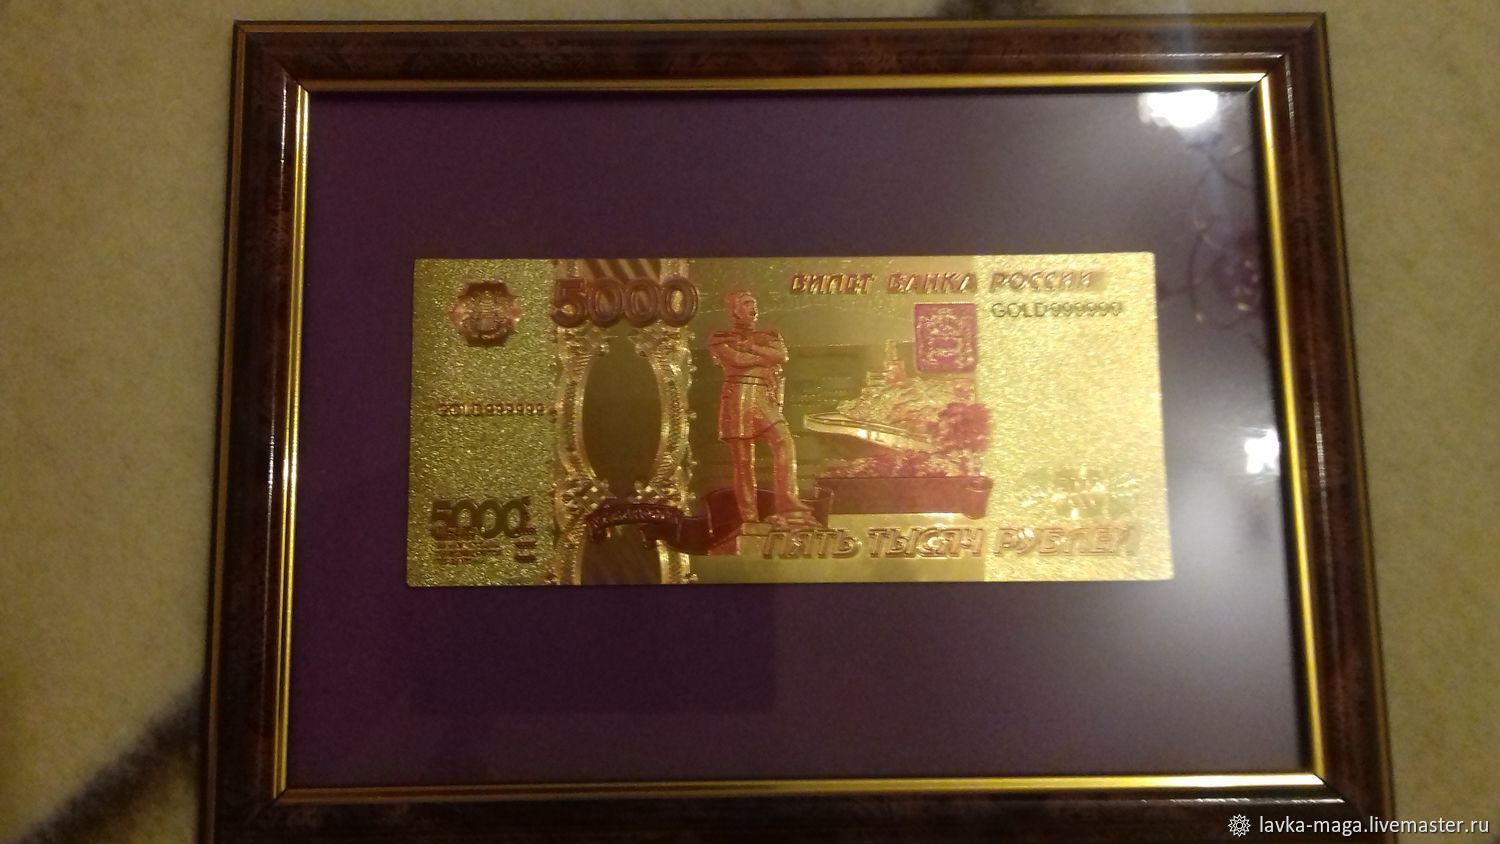 5000
БИЛЕТ БАНКА РОССИИ
GOLD999999
GOLD999999
5000
ПЯТЬ ТЫСЯЧ РУБЛЕЙ
lavka-maga.livemaster.ru